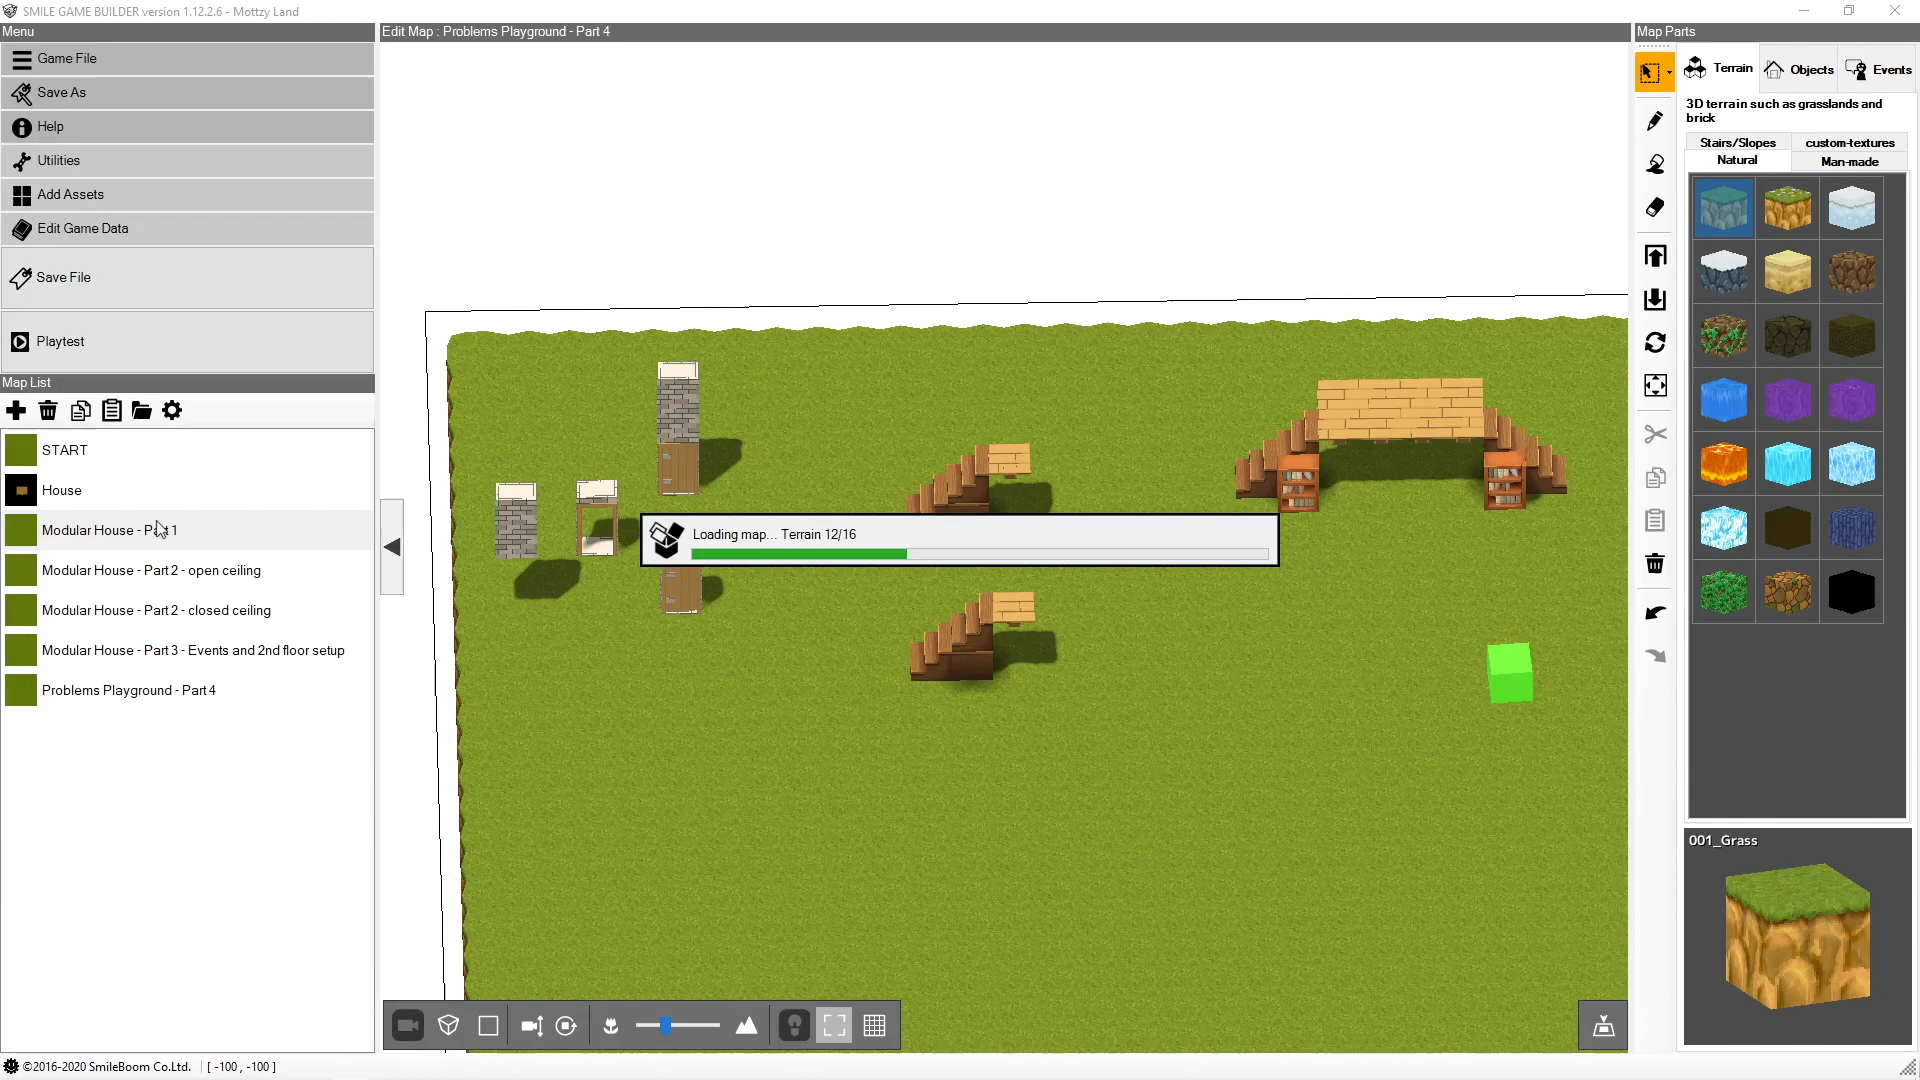 SMILE GAME BUILDER version 1.12.2.6 - Mottzy Land
Menu
Game File
Save As
Help
Utilities
Add Assets
Edit Game Data
Save File
Playtest
Map List
START
House
Modular House - Part 1
Modular House - Part 2 - open ceiling
Modular House - Part 2 - closed ceiling
Modular House - Part 3 - Events and 2nd floor setup
Problems Playground - Part 4
Edit Map : Problems Playground - Part 4
Loading map... Terrain 12/16
Map Parts
Terrain
Objects
Events
3D terrain such as grasslands and
brick
Stairs/Slopes
custom-textures
Natural
Man-made
001_Grass
©2016-2020 SmileBoom Co.Ltd.
[ -100 , -100 ]